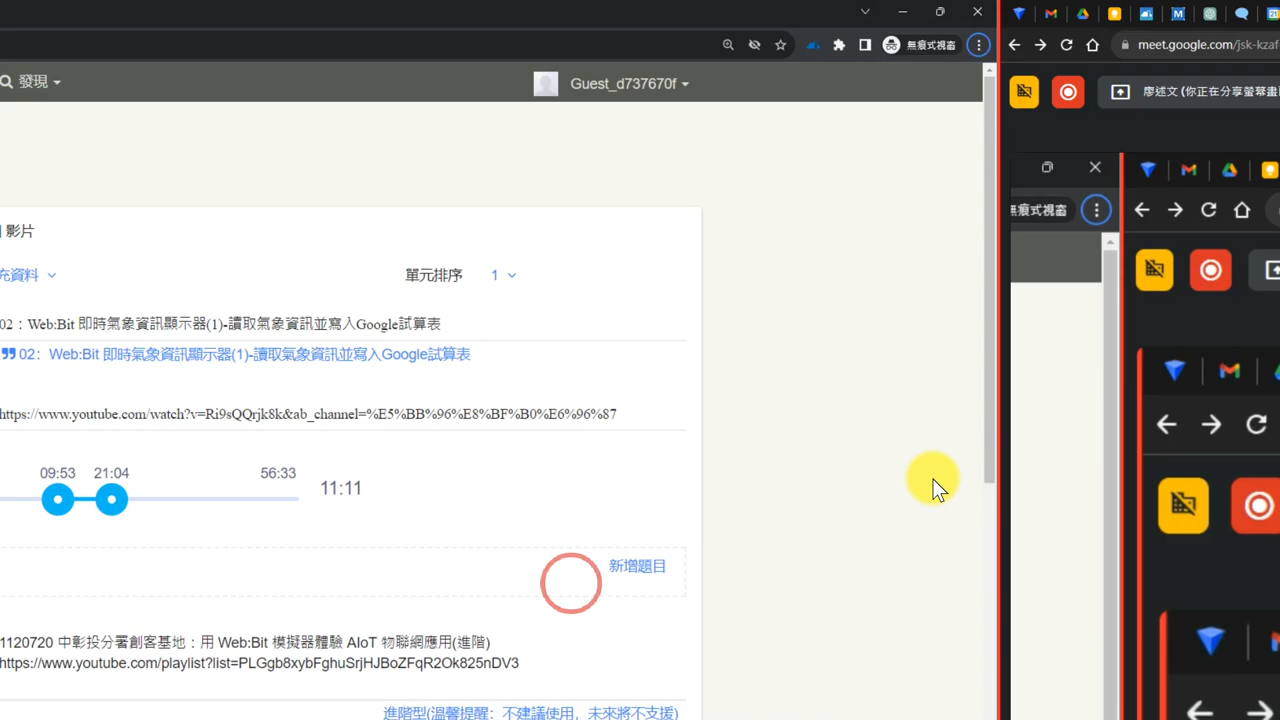 無痕式視窗
meet.google.com/jsk-kzaf
發現
Guest_d737670f
廖述文 (你正在分享螢幕畫
無痕式視窗
影片
充資料
單元排序 1
02：Web:Bit 即時氣象資訊顯示器(1)-讀取氣象資訊並寫入Google試算表
02：Web:Bit 即時氣象資訊顯示器(1)-讀取氣象資訊並寫入Google試算表
https://www.youtube.com/watch?v=Ri9sQQrjk8k&ab_channel=%E5%BB%96%E8%BF%B0%E6%96%87
09:53 21:04 56:33
11:11
新增題目
1120720 中彰投分署創客基地：用 Web:Bit 模擬器體驗 AIoT 物聯網應用(進階)
https://www.youtube.com/playlist?list=PLGgb8xybFghuSrjHJBoZFqR2Ok825nDV3
進階型(溫馨提醒：不建議使用，未來將不支援)